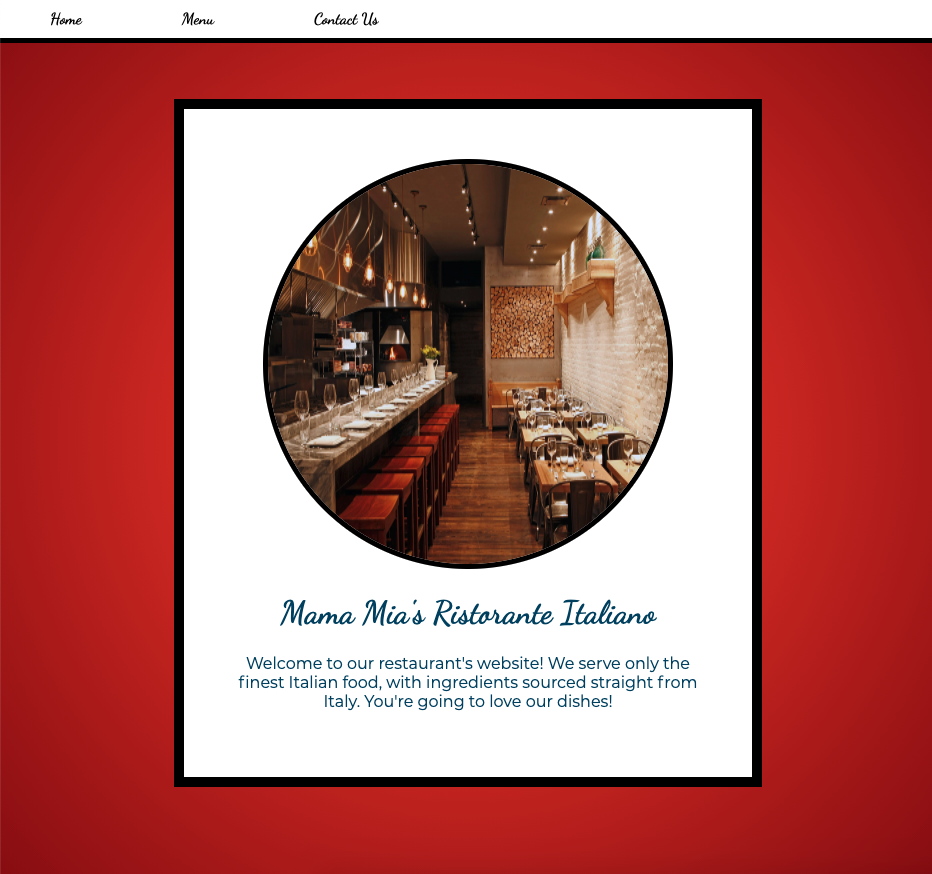 Home Menu Contact Us
Mama Mia's Ristorante Italiano
Welcome to our restaurant's website! We serve only the
finest Italian food, with ingredients sourced straight from
Italy. You're going to love our dishes!